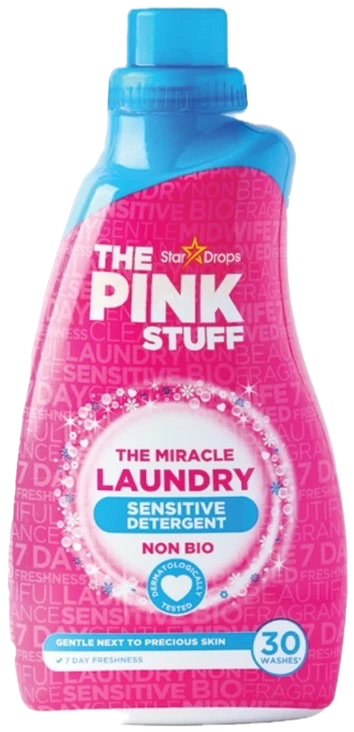 Star Drops
THE
PINK
STUFF
THE MIRACLE
LAUNDRY
SENSITIVE
DETERGENT
NON BIO
DERMATOLOGICALLY
TESTED
GENTLE NEXT TO PRECIOUS SKIN
✓ 7 DAY FRESHNESS
30
WASHES*